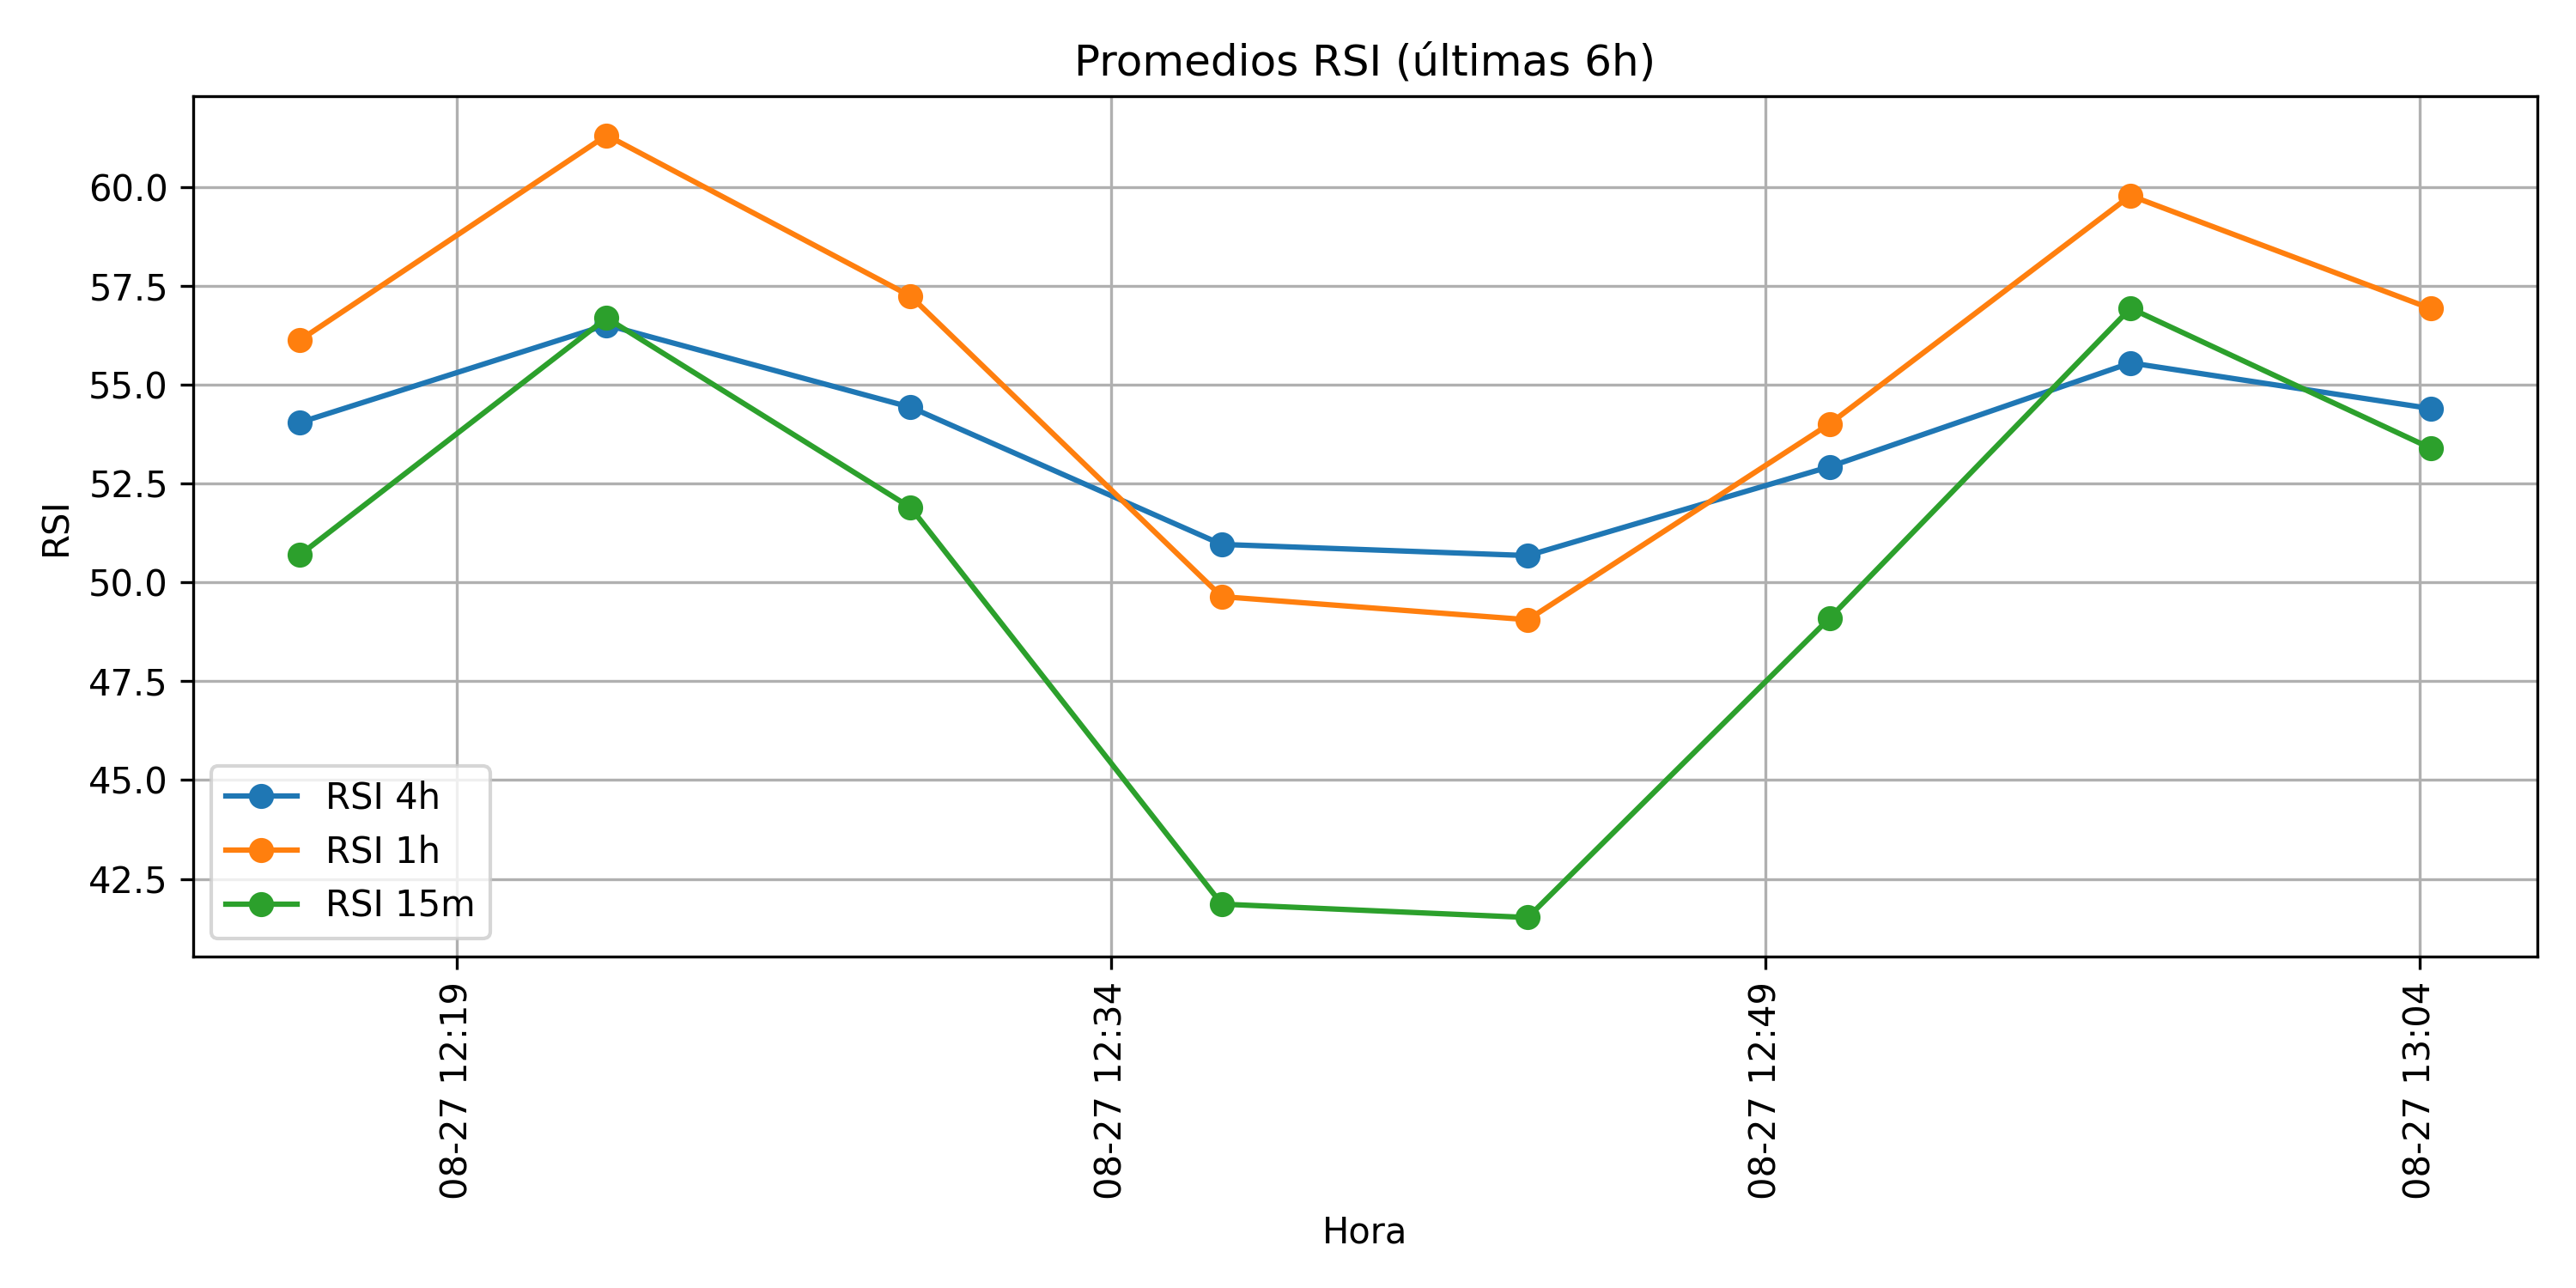 Promedios RSI (últimas 6h)
RSI
60.0
57.5
55.0
52.5
50.0
47.5
45.0
42.5
RSI 4h
RSI 1h
RSI 15m
08-27 12:19
08-27 12:34
08-27 12:49
08-27 13:04
Hora